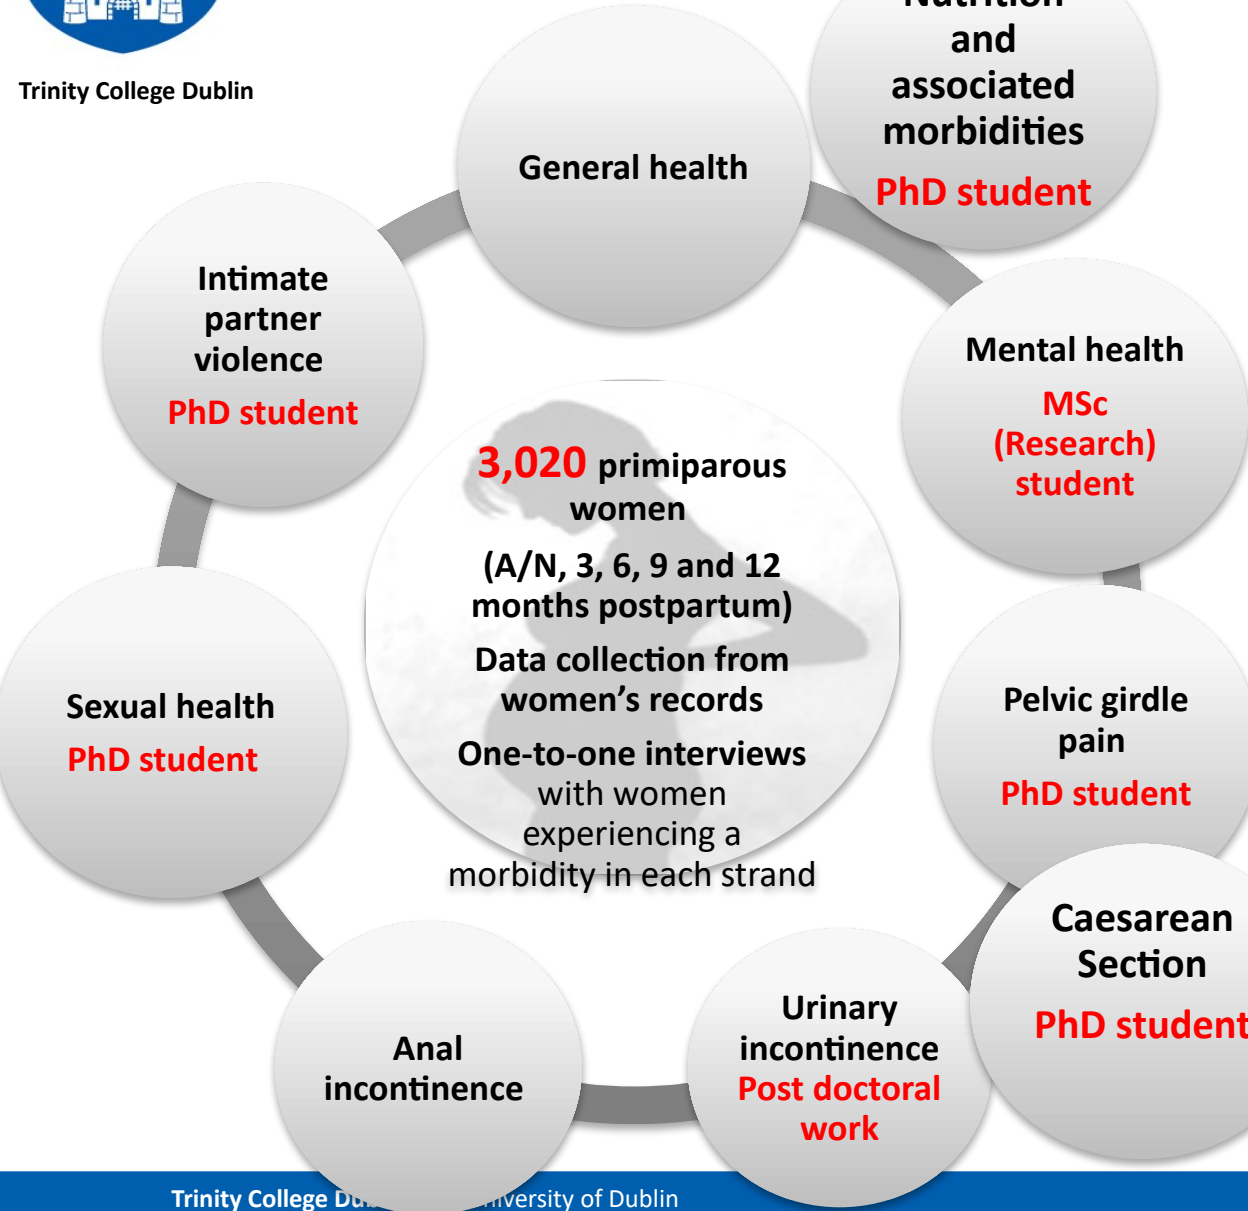 Trinity College Dublin
Nutrition
and
associated
morbidities
PhD student
General health
Intimate
partner
violence
PhD student
Mental health
MSc
(Research)
student
3,020 primiparous
women
(A/N, 3, 6, 9 and 12
months postpartum)
Data collection from
women’s records
One-to-one interviews
with women
experiencing a
morbidity in each strand
Sexual health
PhD student
Pelvic girdle
pain
PhD student
Caesarean
Section
PhD student
Urinary
incontinence
Post doctoral
work
Anal
incontinence
Trinity College of Dublin